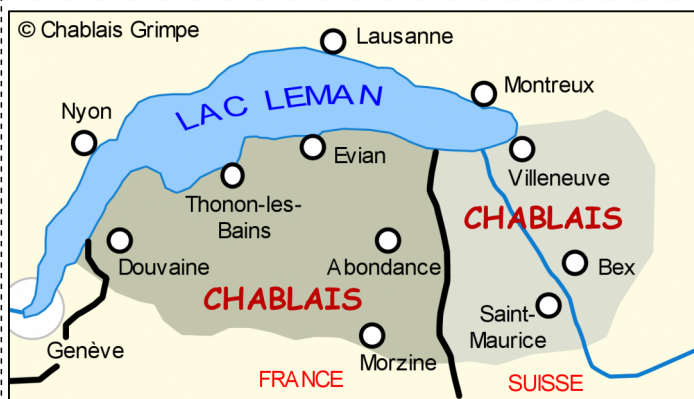 © Chablais Grimpe
Lausanne
Montreux
LAC LEMAN
Nyon
Evian
Villeneuve
Thonon-les-
Bains
CHABLAIS
Douvaine
Abondance
Bex
CHABLAIS
Saint-
Maurice
Genève
Morzine
FRANCE
SUISSE